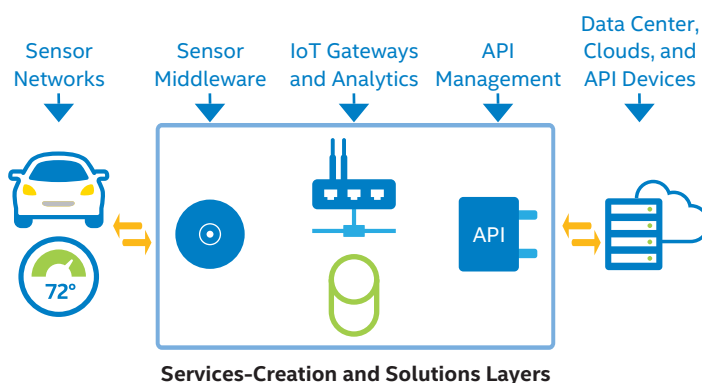 Sensor
Networks
Sensor
Middleware
IoT Gateways
and Analytics
API
Management
Data Center,
Clouds, and
API Devices
72°
API
Services-Creation and Solutions Layers